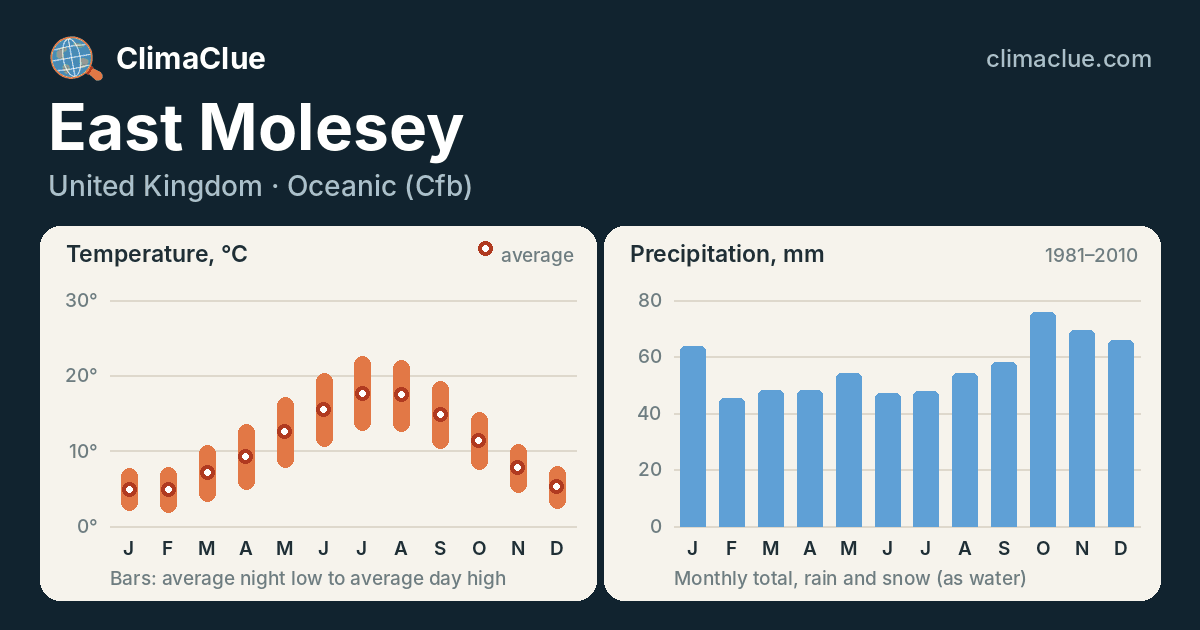 ClimaClue
climaclue.com
East Molesey
United Kingdom · Oceanic (Cfb)
Temperature, °C
average
30°
20°
10°
0°
J F M A M J J A S O N D
Bars: average night low to average day high
Precipitation, mm
1981–2010
80
60
40
20
0
J F M A M J J A S O N D
Monthly total, rain and snow (as water)